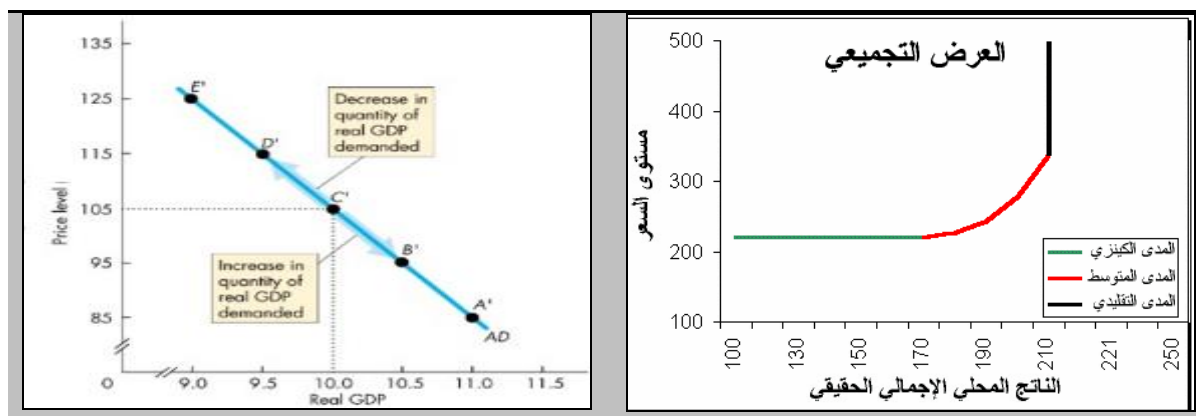 135
125
115
105
95
85
Price level
E'
D'
C'
B'
A'
AD
Decrease in
quantity of
real GDP
demanded
Increase in
quantity of
real GDP
demanded
0
9.0
9.5
10.0
10.5
11.0
11.5
Real GDP
العرض التجميعي
500
400
300
200
100
مستوى السعر
المدى الكينزي
المدى المتوسط
المدى التقليدي
100
130
150
170
190
210
221
250
الناتج المحلي الإجمالي الحقيقي